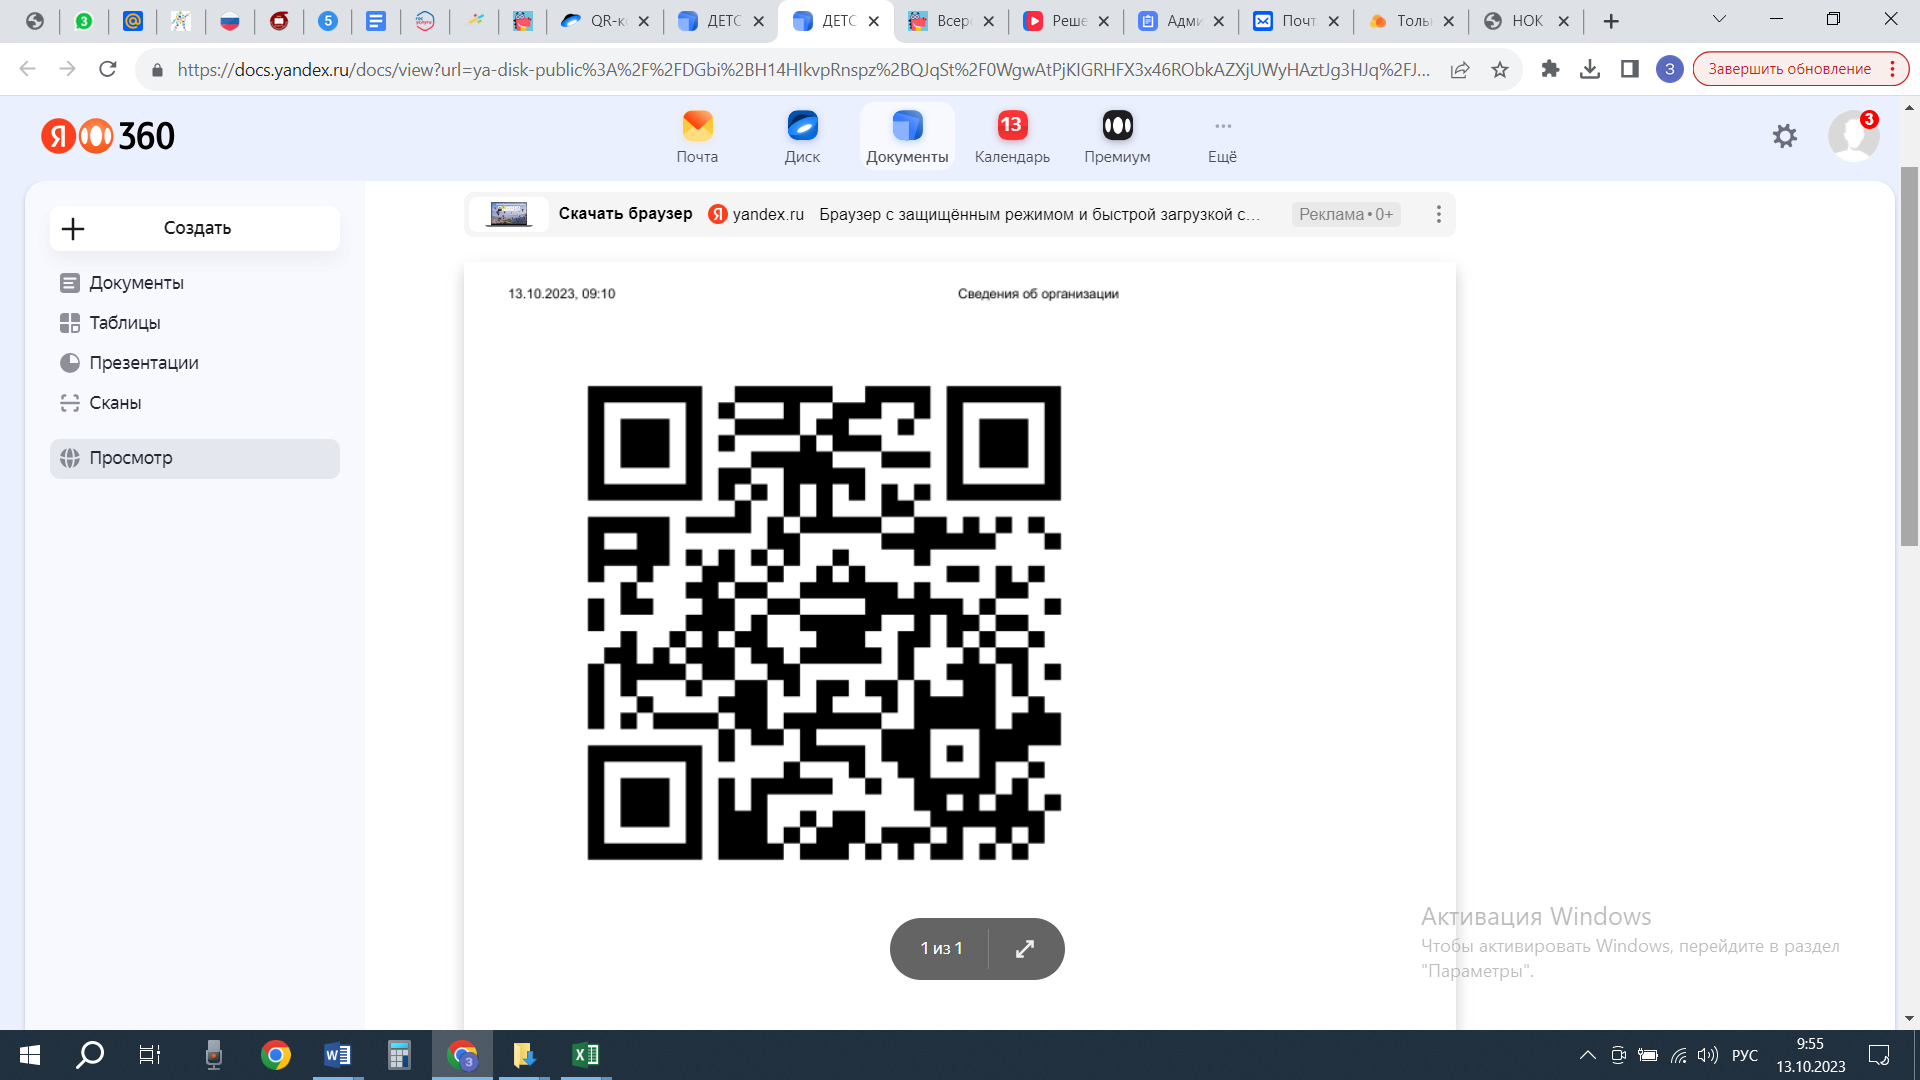 3
5
QR-к
ДЕТС
ДЕТС
Всер
Реше
Адми
Почт
Толь
НОК
https://docs.yandex.ru/docs/view?url=ya-disk-public%3A%2F%2FDGbi%2BH14HIkvpRnspz%2BQJqSt%2F0WgwAtPjKIGRHFX3x46RObkAZXjUWyHAztJg3HJq%2FJ...
З
Завершить обновление
Я 360
Почта
Диск
Документы
13
Календарь
Премиум
Ещё
3
Создать
Документы
Таблицы
Презентации
Сканы
Просмотр
Скачать браузер
Я yandex.ru
Браузер с защищённым режимом и быстрой загрузкой с...
Реклама • 0+
13.10.2023, 09:10
Сведения об организации
1 из 1
Активация Windows
Чтобы активировать Windows, перейдите в раздел
"Параметры".
РУС
9:55
13.10.2023